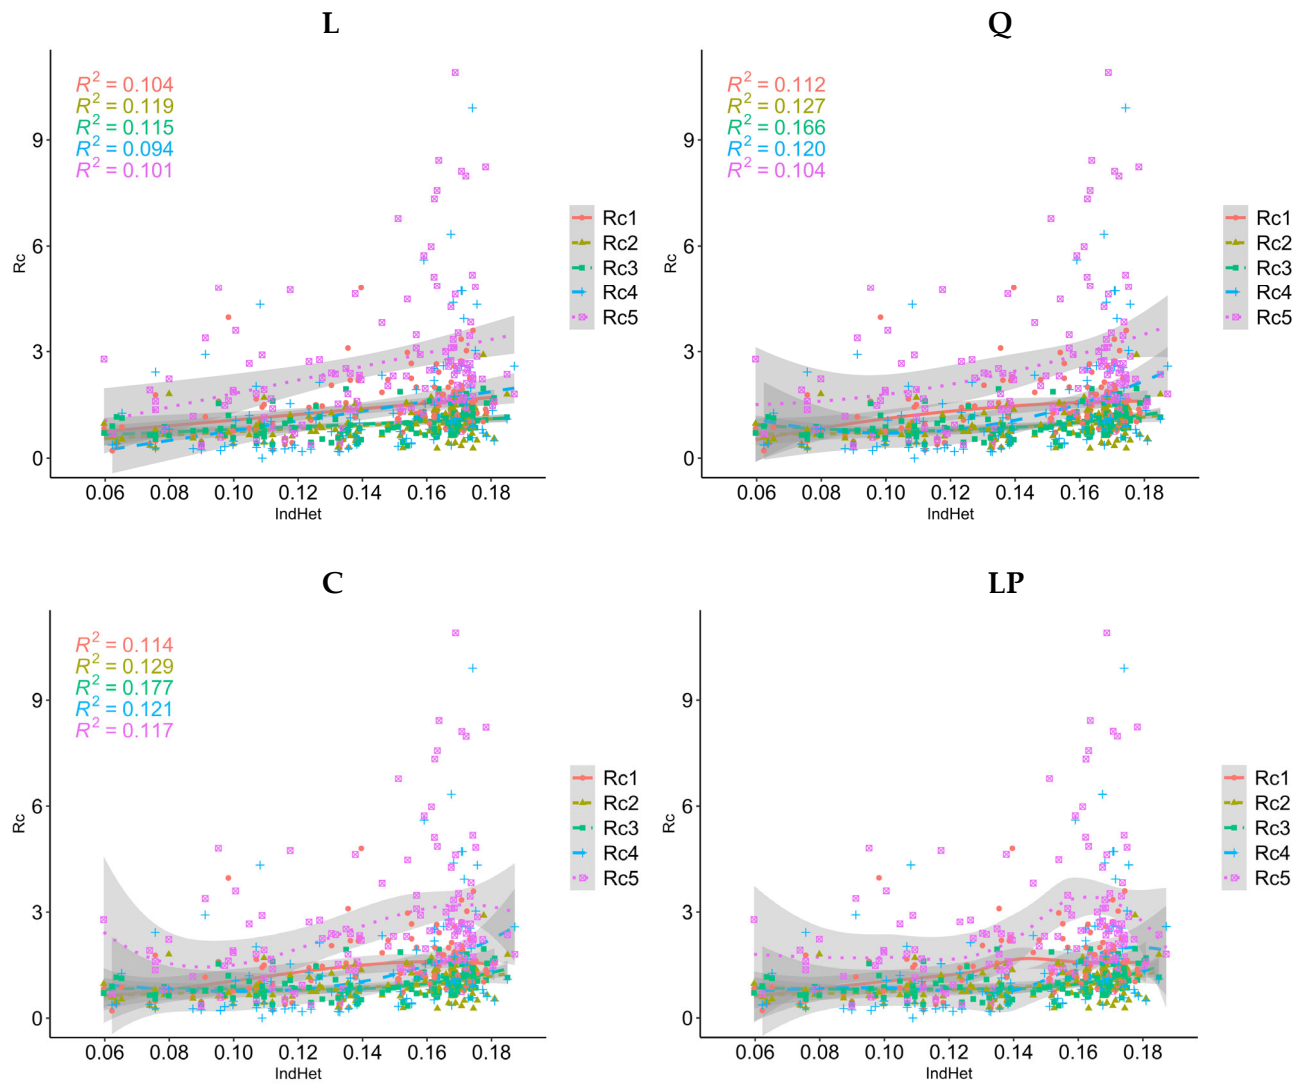 L
R² = 0.104
R² = 0.119
R² = 0.115
R² = 0.094
R² = 0.101
9
6
3
0
Rc
0.06 0.08 0.10 0.12 0.14 0.16 0.18
IndHet
Rc1
Rc2
Rc3
Rc4
Rc5
Q
R² = 0.112
R² = 0.127
R² = 0.166
R² = 0.120
R² = 0.104
9
6
3
0
Rc
0.06 0.08 0.10 0.12 0.14 0.16 0.18
IndHet
Rc1
Rc2
Rc3
Rc4
Rc5
C
R² = 0.114
R² = 0.129
R² = 0.177
R² = 0.121
R² = 0.117
9
6
3
0
Rc
0.06 0.08 0.10 0.12 0.14 0.16 0.18
IndHet
Rc1
Rc2
Rc3
Rc4
Rc5
LP
9
6
3
0
Rc
0.06 0.08 0.10 0.12 0.14 0.16 0.18
IndHet
Rc1
Rc2
Rc3
Rc4
Rc5